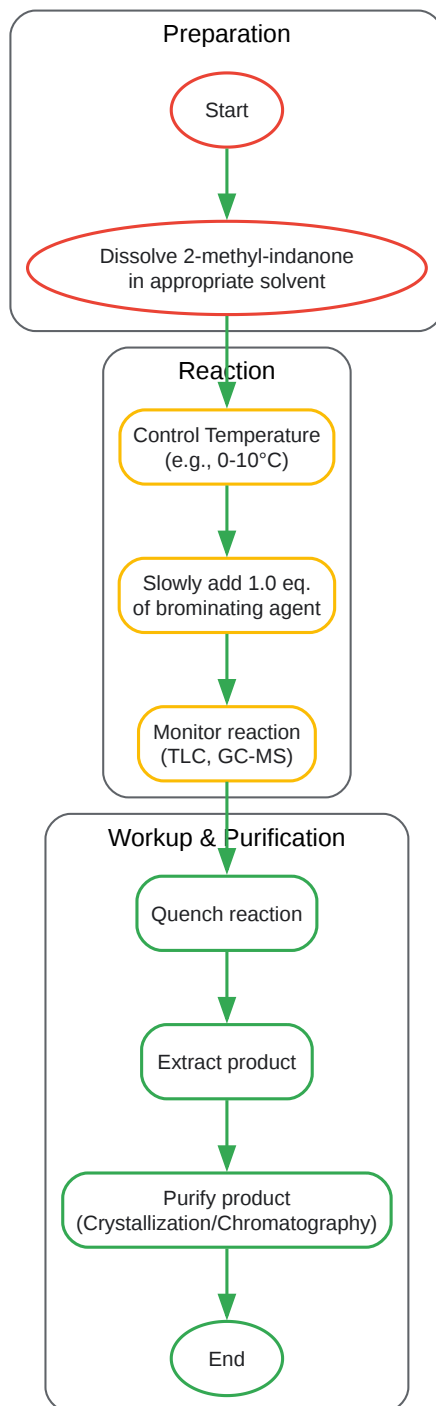 Preparation
Start
Dissolve 2-methyl-indanone
in appropriate solvent
Reaction
Control Temperature
(e.g., 0-10°C)
Slowly add 1.0 eq.
of brominating agent
Monitor reaction
(TLC, GC-MS)
Workup & Purification
Quench reaction
Extract product
Purify product
(Crystallization/Chromatography)
End